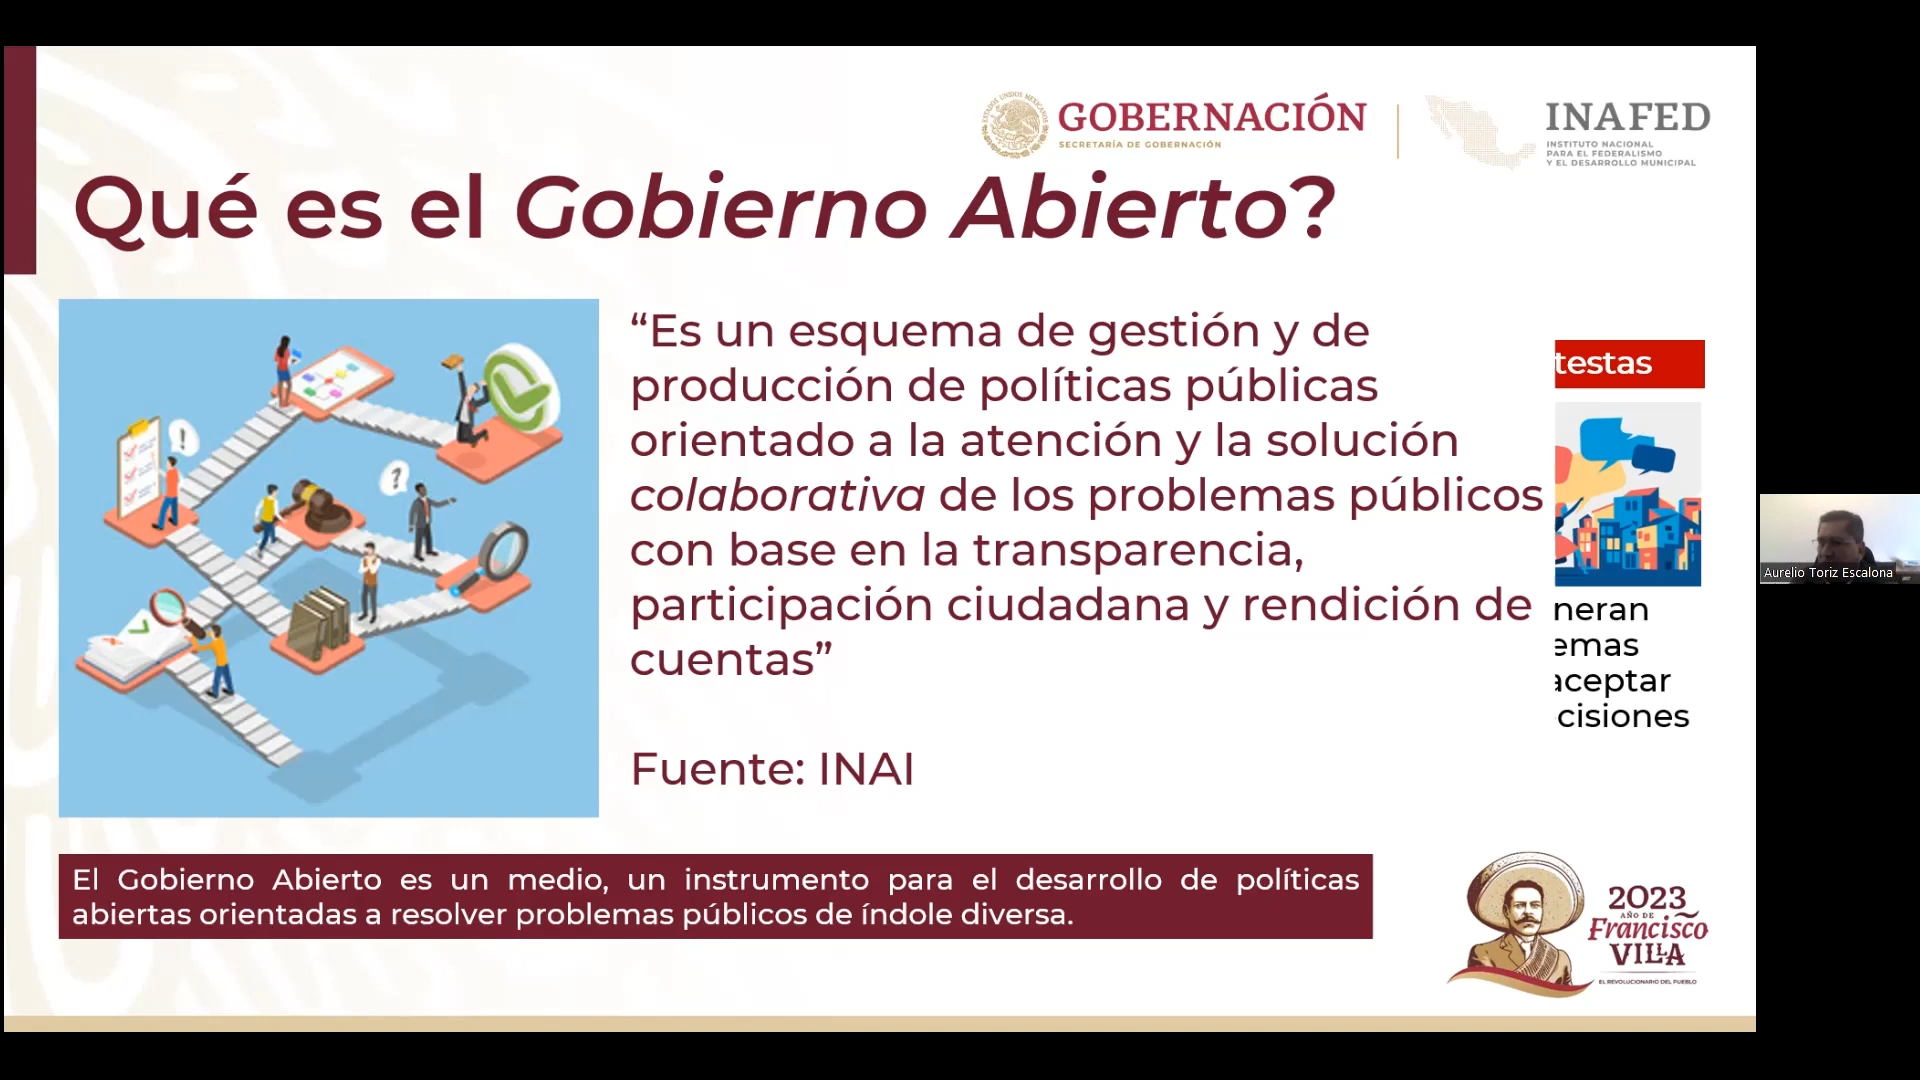 GOBERNACIÓN
SECRETARÍA DE GOBERNACIÓN
INAFED
INSTITUTO NACIONAL
PARA EL FEDERALISMO
Y EL DESARROLLO MUNICIPAL
Qué es el Gobierno Abierto?
“Es un esquema de gestión y de
producción de políticas públicas
orientado a la atención y la solución
colaborativa de los problemas públicos
con base en la transparencia,
participación ciudadana y rendición de
cuentas”
Fuente: INAI
testas
neran
emas
aceptar
cisiones
Aurelio Toriz Escalona
El Gobierno Abierto es un medio, un instrumento para el desarrollo de políticas
abiertas orientadas a resolver problemas públicos de índole diversa.
2023
AÑO DE
Francisco
VILLA
EL REVOLUCIONARIO DEL PUEBLO